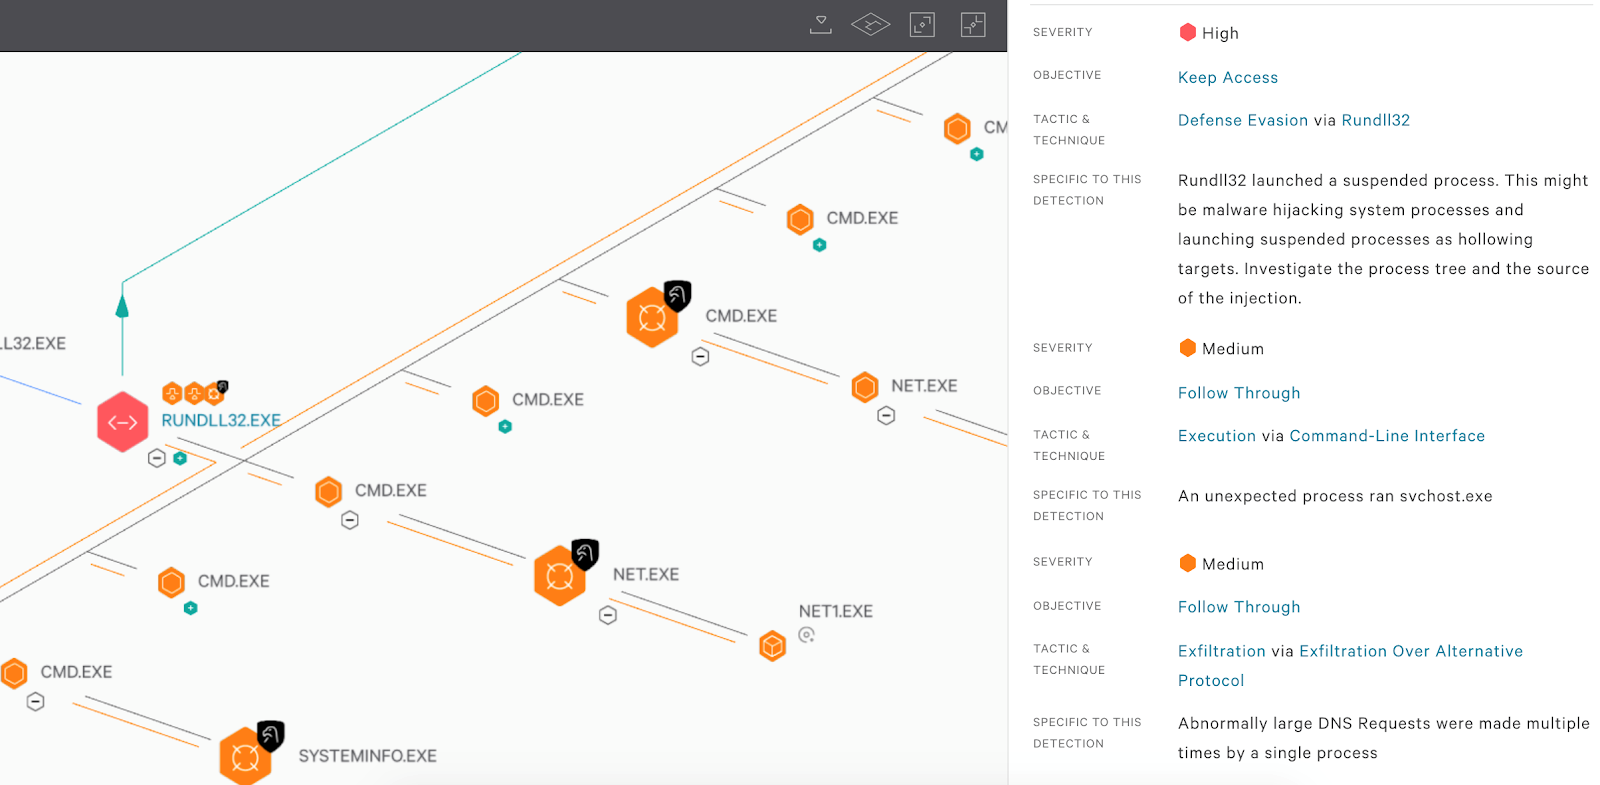 CM
CMD.EXE
CMD.EXE
LL32.EXE
NET.EXE
CMD.EXE
RUNDLL32.EXE
CMD.EXE
NET.EXE
CMD.EXE
NET1.EXE
CMD.EXE
SYSTEMINFO.EXE
SEVERITY
High
OBJECTIVE
Keep Access
TACTIC &
TECHNIQUE
Defense Evasion via Rundll32
SPECIFIC TO THIS
DETECTION
Rundll32 launched a suspended process. This might
be malware hijacking system processes and
launching suspended processes as hollowing
targets. Investigate the process tree and the source
of the injection.
SEVERITY
Medium
OBJECTIVE
Follow Through
TACTIC &
TECHNIQUE
Execution via Command-Line Interface
SPECIFIC TO THIS
DETECTION
An unexpected process ran svchost.exe
SEVERITY
Medium
OBJECTIVE
Follow Through
TACTIC &
TECHNIQUE
Exfiltration via Exfiltration Over Alternative
Protocol
SPECIFIC TO THIS
DETECTION
Abnormally large DNS Requests were made multiple
times by a single process